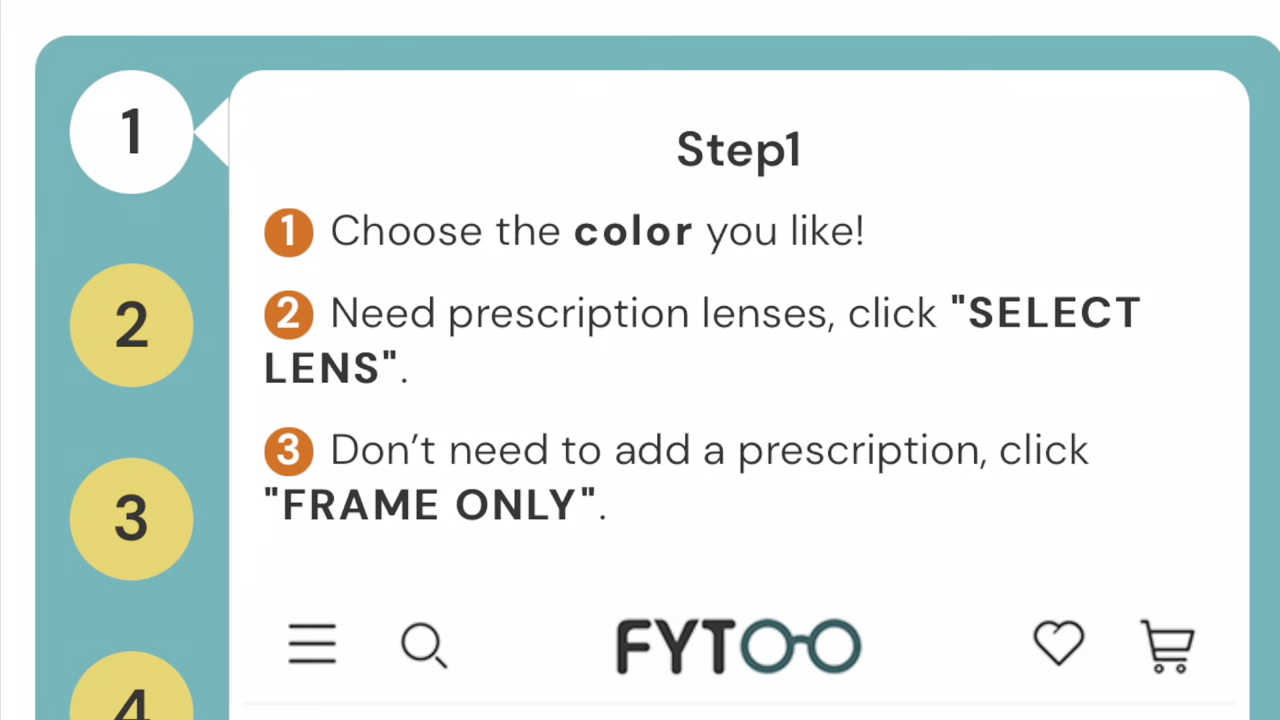 1
Step1
1 Choose the color you like!
2
2 Need prescription lenses, click "SELECT
LENS".
3 Don’t need to add a prescription, click
3
"FRAME ONLY".
FYTOO
4